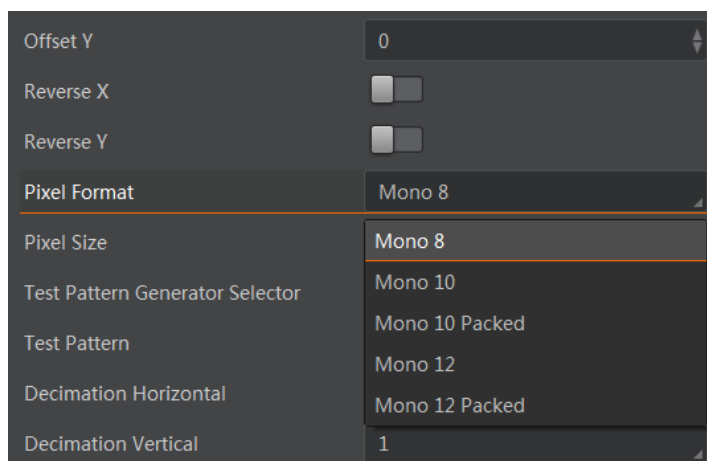 Offset Y 0
Reverse X
Reverse Y
Pixel Format Mono 8
Pixel Size Mono 8
Test Pattern Generator Selector Mono 10
Mono 10 Packed
Test Pattern
Mono 12
Decimation Horizontal Mono 12 Packed
Decimation Vertical 1